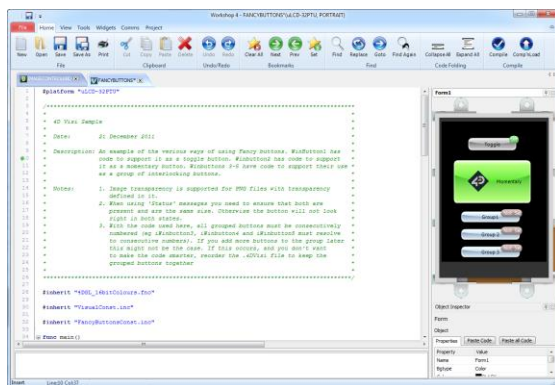 Workshop 4 - FANCYBUTTONS*(uLCD-32PTU, PORTRAIT)
File Home View Tools Widgets Comms Project
New Open Save Save As Print Cut Copy Paste Delete Undo Redo Clear All Next Prev Set Find Replace Goto Find Again Collapse All Expand All Compile CompLoad
File Clipboard Undo/Redo Bookmarks Find Code Folding Compile
FANCYBUTTONS*
#platform "uLCD-32PTU"
* 4D Visi Sample
* Date: 2; December 2011
* Description: An example of the various ways of using Fancy buttons. WinButton1 has
* code to support it as a toggle button. Winbutton2 has code to support
* it as a momentary button. Winbuttons 3-5 have code to support their use
* as a group of interlocking buttons.
* Notes: 1. Image transparency is supported for PNG files with transparency
* defined in it.
* 2. When using 'Status' messages you need to ensure that both are
* present and are the same size. Otherwise the button will not look
* right in both states.
* 3. With the code used here, all grouped buttons must be consecutively
* numbered (eg iWinbutton3, iWinbutton4 and iWinbutton5 must resolve
* to consecutive numbers). If you add more buttons to the group later
* this might not be the case. If this occurs, and you don't want
* to make the code smarter, reorder the .4DVisi file to keep the
* grouped buttons together
#inherit "4DGL_16bitColours.fnc"
#inherit "VisualConst.inc"
#inherit "FancyButtonsConst.inc"
func main()
Insert Line:10 Col:37
Form1
Toggle
Momentary
Group1
Group 2
Group 3
Object Inspector
Form
Object
Properties Paste Code Paste all Code
Property Value
Name Form1
Bgtype Color